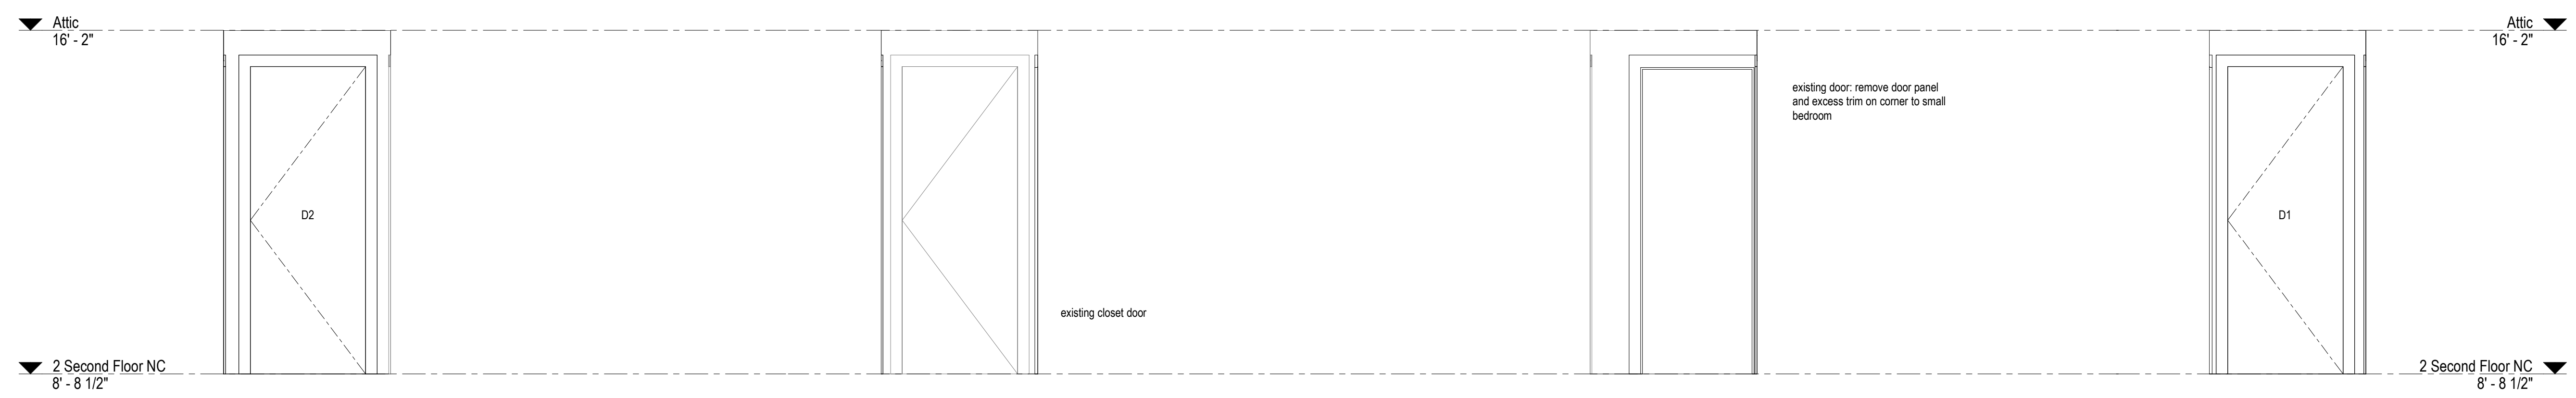 Attic
16' - 2"
Attic
16' - 2"
existing door: remove door panel
and excess trim on corner to small
bedroom
D2
D1
existing closet door
2 Second Floor NC
8' - 8 1/2"
2 Second Floor NC
8' - 8 1/2"